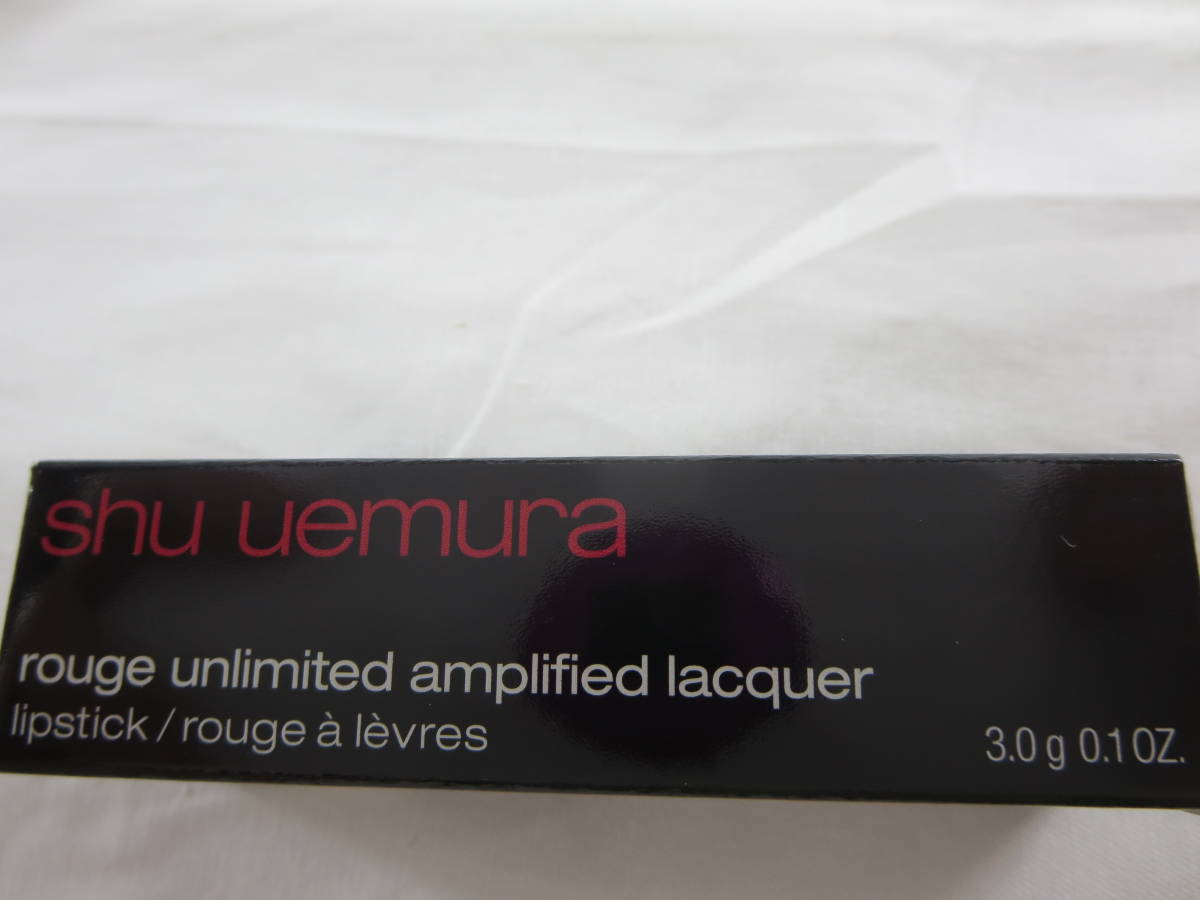 shu uemura
rouge unlimited amplified lacquer
lipstick / rouge à lèvres
3.0 g 0.1 OZ.